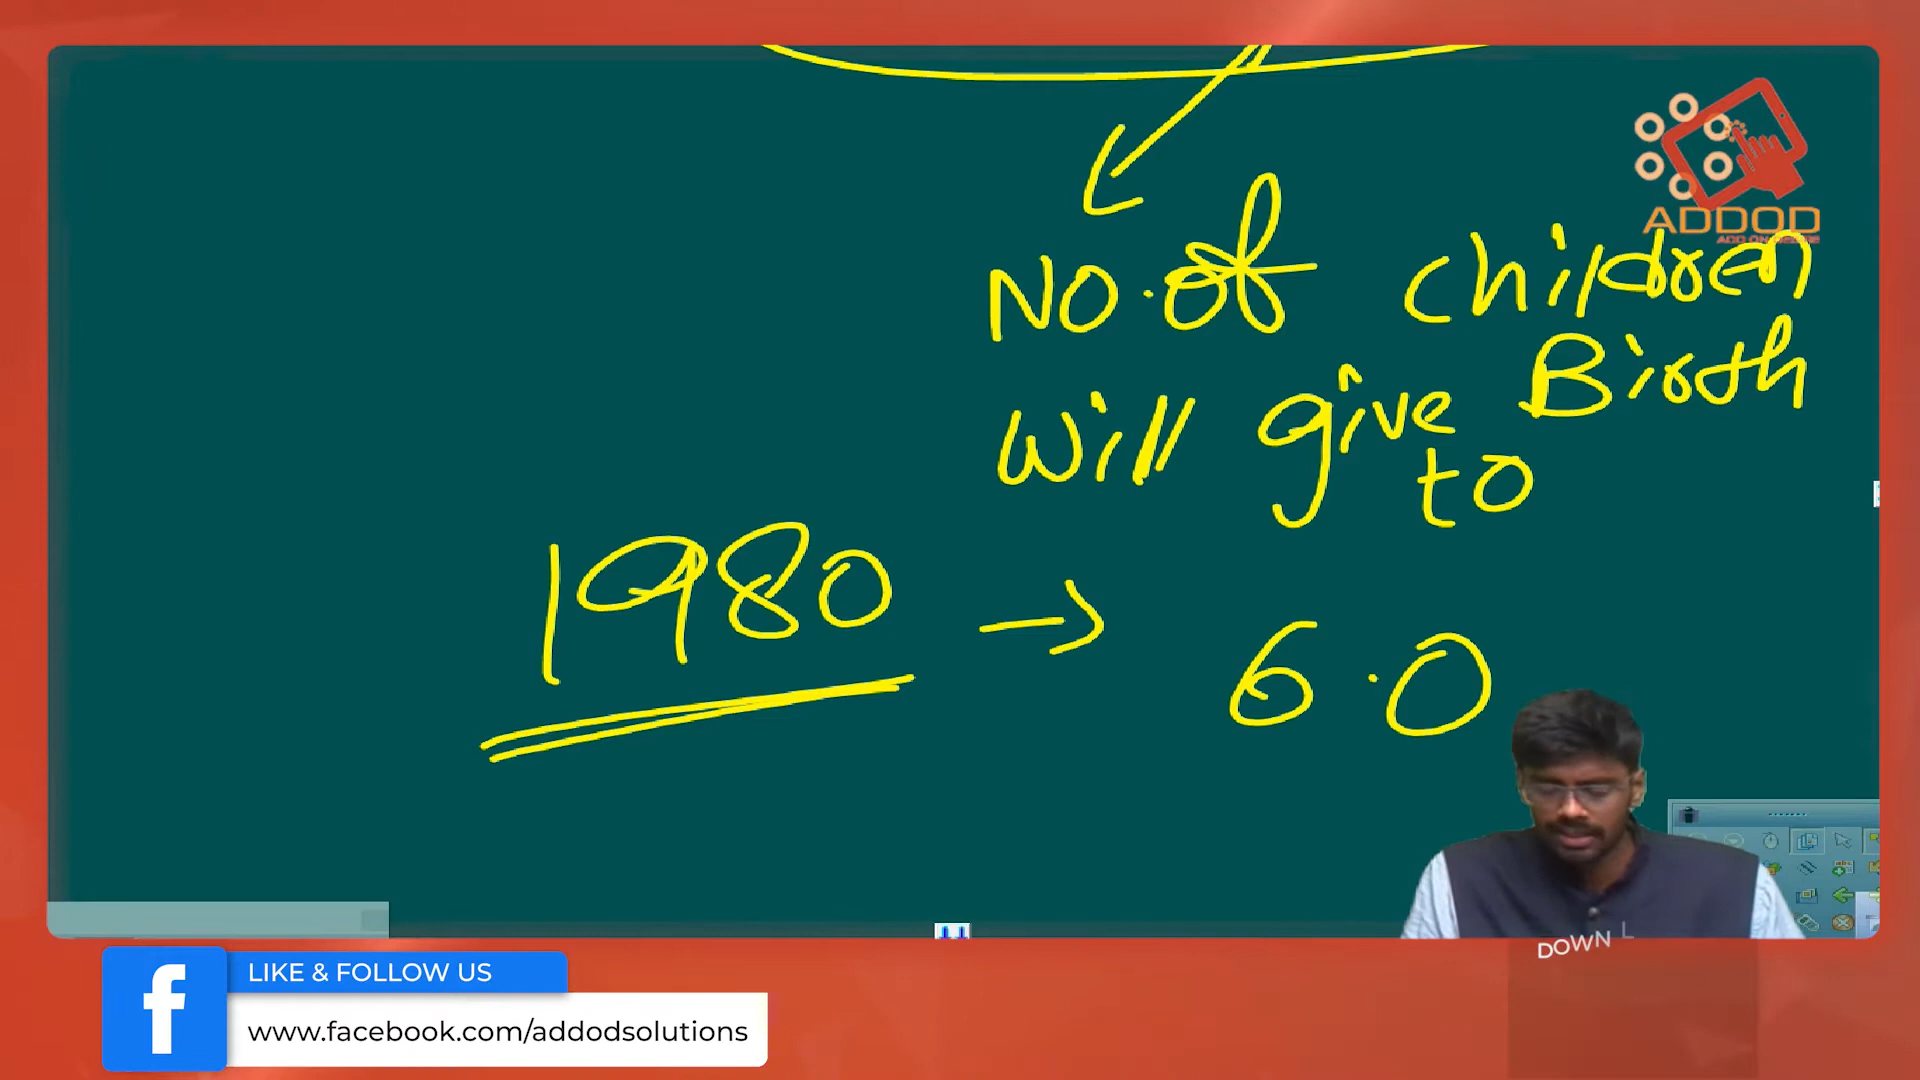 ADDOD
No. of children
will give Birth
to
1980 → 6.0
DOWN L
LIKE & FOLLOW US
www.facebook.com/addodsolutions